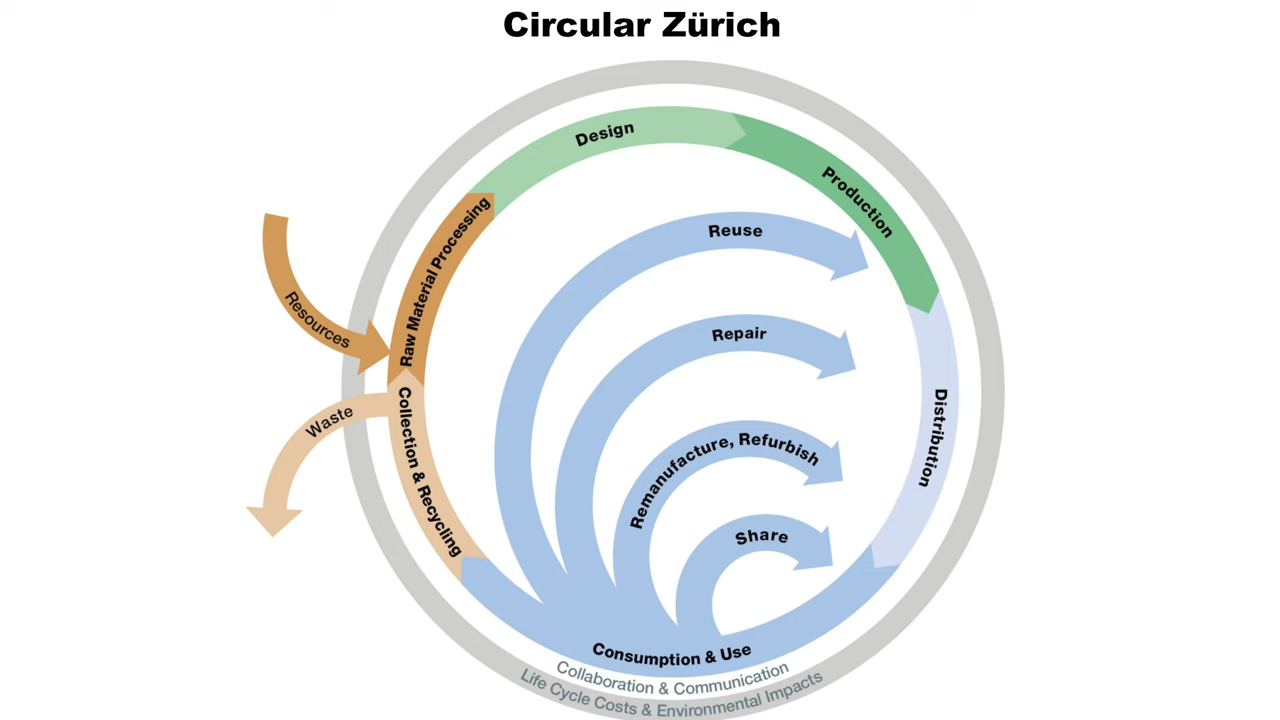 Circular Zürich
Design
Production
Reuse
Raw Material Processing
Resources
Repair
Waste
Collection & Recycling
Distribution
Remanufacture, Refurbish
Share
Consumption & Use
Collaboration & Communication
Life Cycle Costs & Environmental Impacts